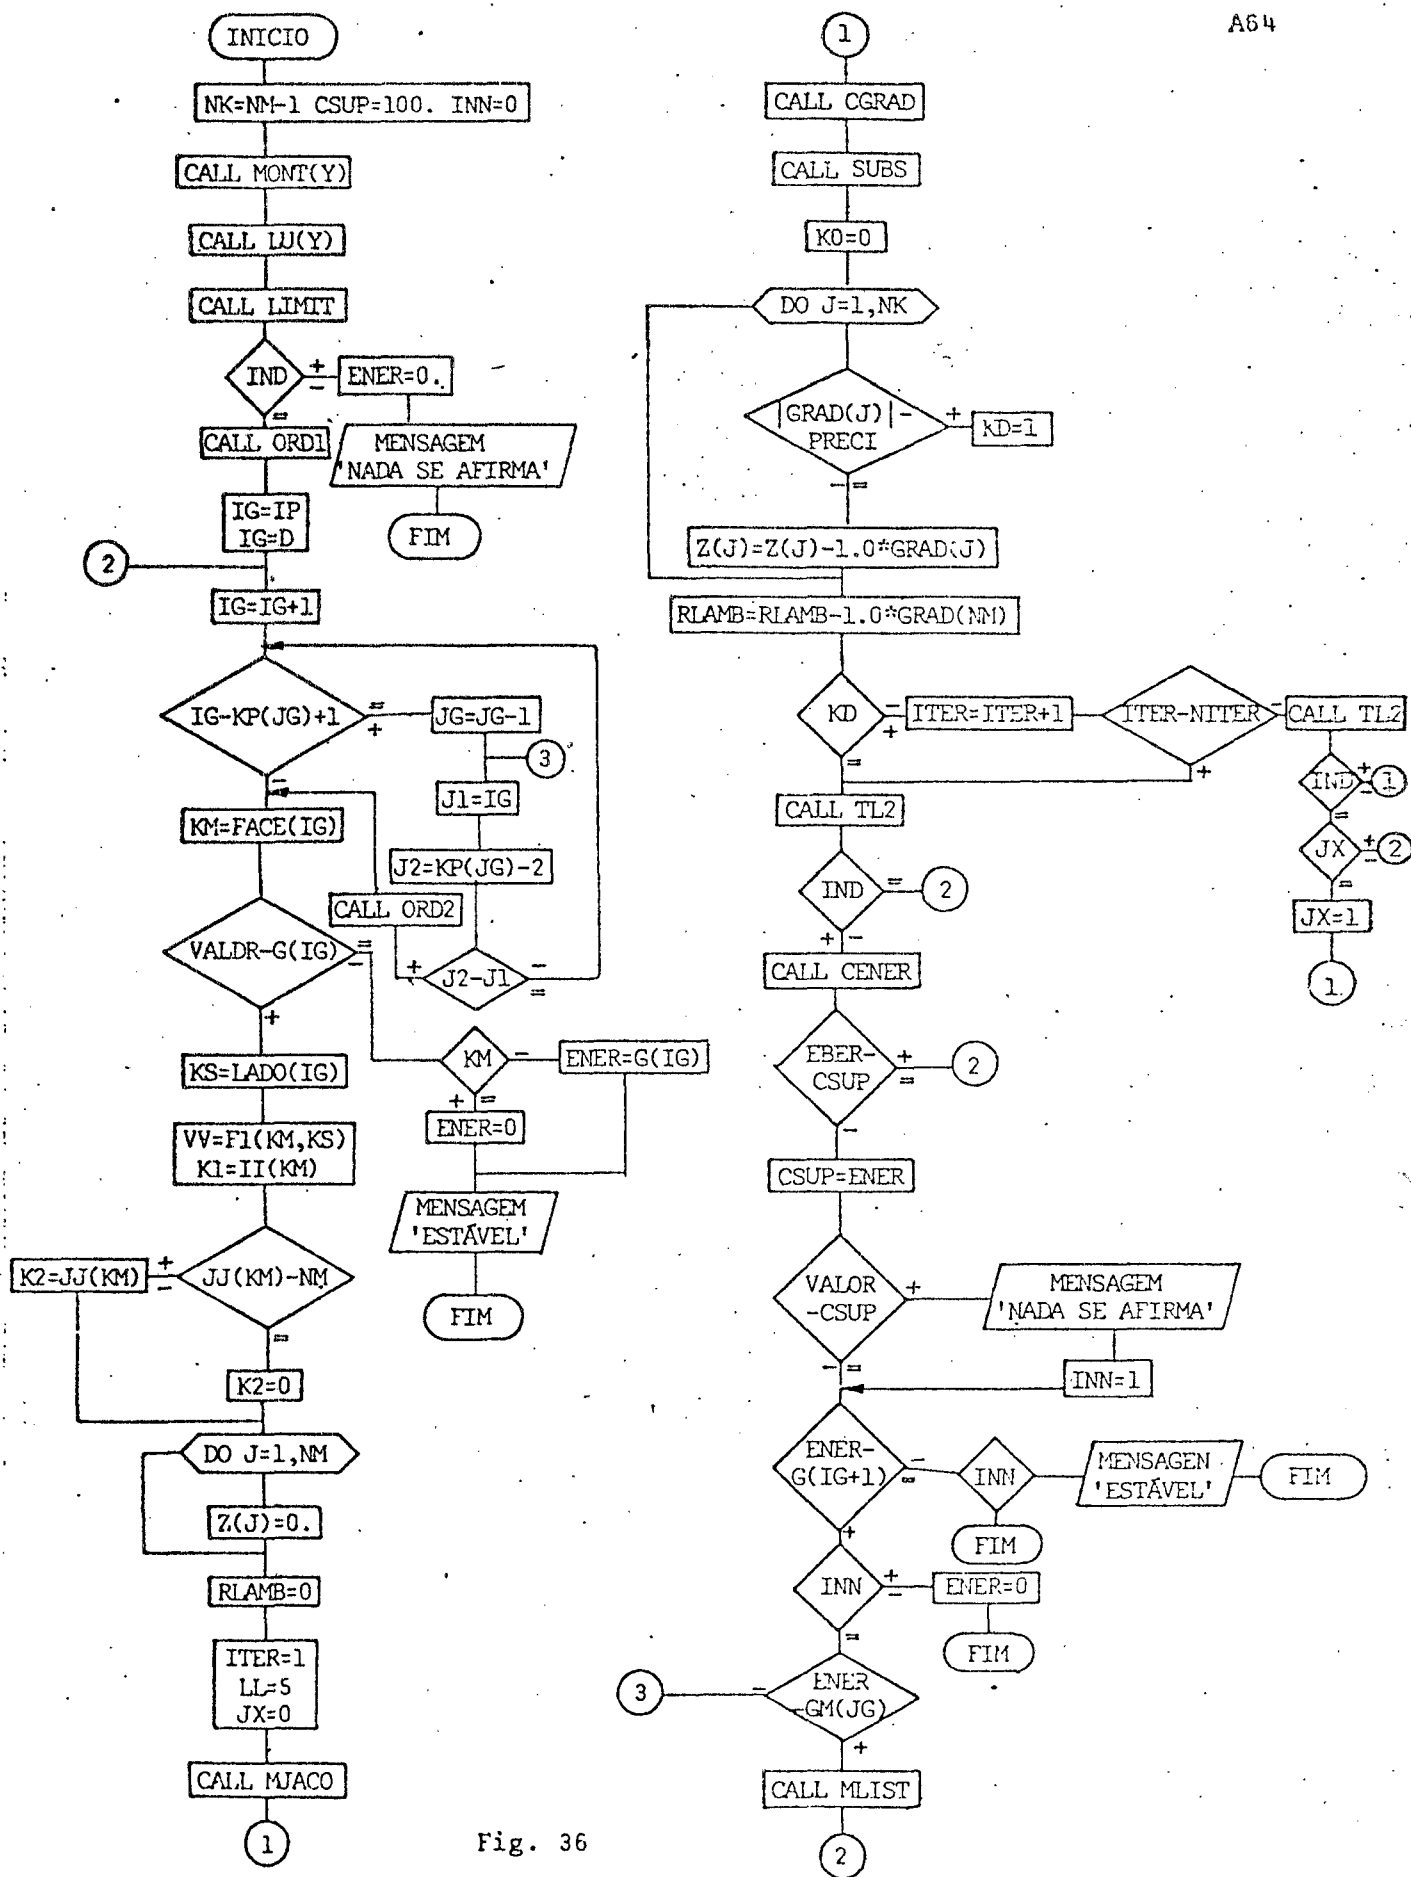 A64
INICIO
NK=NM-1 CSUP=100. INN=0
CALL MONT(Y)
CALL LU(Y)
CALL LIMIT
IND
+
-
ENER=0.
=
CALL ORD1
MENSAGEM
'NADA SE AFIRMA'
FIM
IG=IP
IG=D
2
IG=IG+1
IG-KP(JG)+1
=
+
JG=JG-1
3
J1=IG
J2=KP(JG)-2
J2-J1
+
-
=
CALL ORD2
-
KM=FACE(IG)
VALDR-G(IG)
=
-
+
KM
-
ENER=G(IG)
+ =
ENER=0
MENSAGEM
'ESTÁVEL'
FIM
KS=LADO(IG)
VV=F1(KM,KS)
K1=II(KM)
JJ(KM)-NM
+
-
K2=JJ(KM)
=
K2=0
DO J=1,NM
Z(J)=0.
RLAMB=0
ITER=1
LL=5
JX=0
CALL MJACO
1
Fig. 36
1
CALL CGRAD
CALL SUBS
KO=0
DO J=1,NK
|GRAD(J)|-
PRECI
+
KD=1
- =
Z(J)=Z(J)-1.0*GRAD(J)
RLAMB=RLAMB-1.0*GRAD(NM)
KD
-
+
ITER=ITER+1
ITER-NITER
-
CALL TL2
+
IND
+
-
1
=
JX
+
-
2
=
JX=1
1
=
CALL TL2
IND
=
2
+ -
CALL CENER
EBER-
CSUP
+
=
2
-
CSUP=ENER
VALOR
-CSUP
+
MENSAGEM
'NADA SE AFIRMA'
INN=1
- =
ENER-
G(IG+1)
-
=
INN
MENSAGEN
'ESTÁVEL'
FIM
FIM
+
INN
+
-
ENER=0
FIM
=
ENER
-GM(JG)
-
3
+
CALL MLIST
2